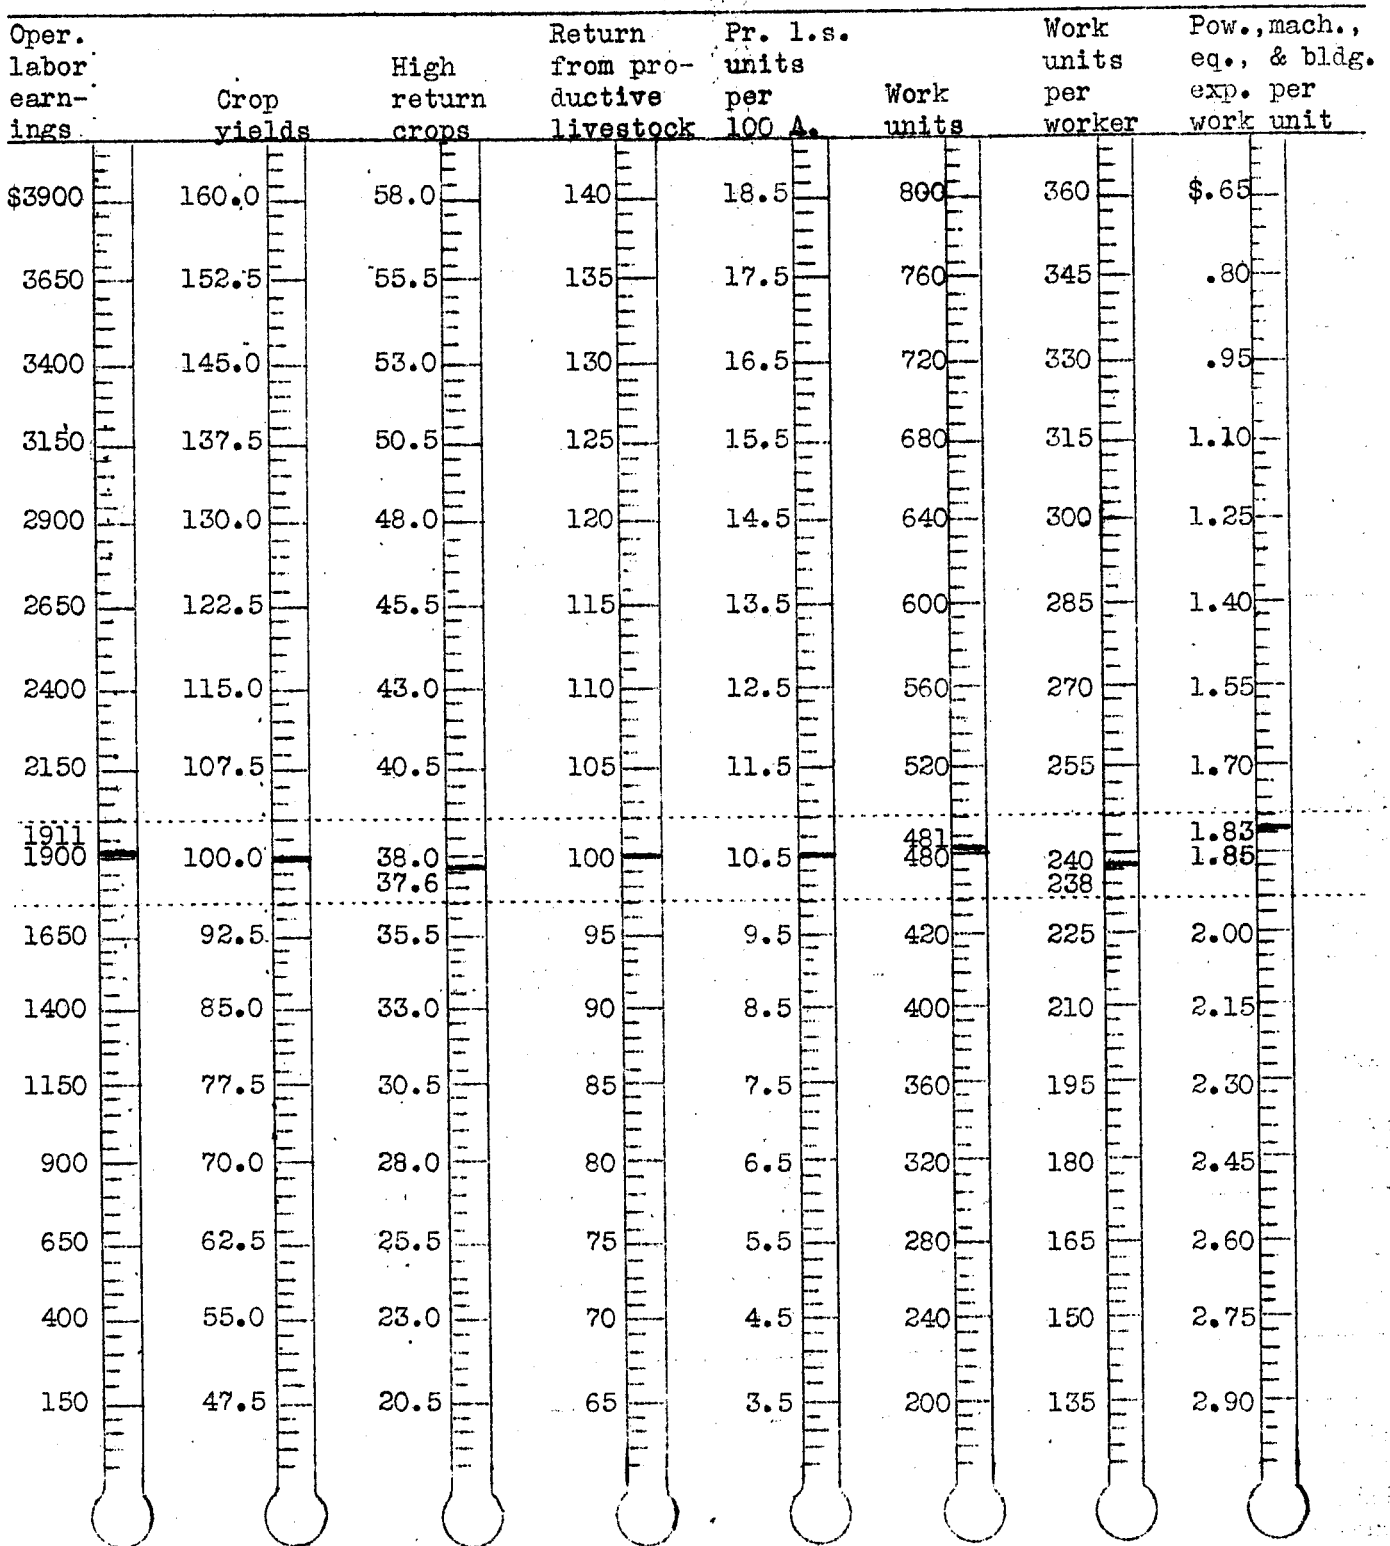 Oper. Return Pr. l.s. Work Pow., mach.,
labor High from pro- units units eq., & bldg.
earn- Crop return ductive per Work per exp. per
ings yields crops livestock 100 A. units worker work unit
$3900 160.0 58.0 140 18.5 800 360 $.65
3650 152.5 55.5 135 17.5 760 345 .80
3400 145.0 53.0 130 16.5 720 330 .95
3150 137.5 50.5 125 15.5 680 315 1.10
2900 130.0 48.0 120 14.5 640 300 1.25
2650 122.5 45.5 115 13.5 600 285 1.40
2400 115.0 43.0 110 12.5 560 270 1.55
2150 107.5 40.5 105 11.5 520 255 1.70
1911 481 1.83
1900 100.0 38.0 100 10.5 480 240 1.85
37.6 238
1650 92.5 35.5 95 9.5 420 225 2.00
1400 85.0 33.0 90 8.5 400 210 2.15
1150 77.5 30.5 85 7.5 360 195 2.30
900 70.0 28.0 80 6.5 320 180 2.45
650 62.5 25.5 75 5.5 280 165 2.60
400 55.0 23.0 70 4.5 240 150 2.75
150 47.5 20.5 65 3.5 200 135 2.90